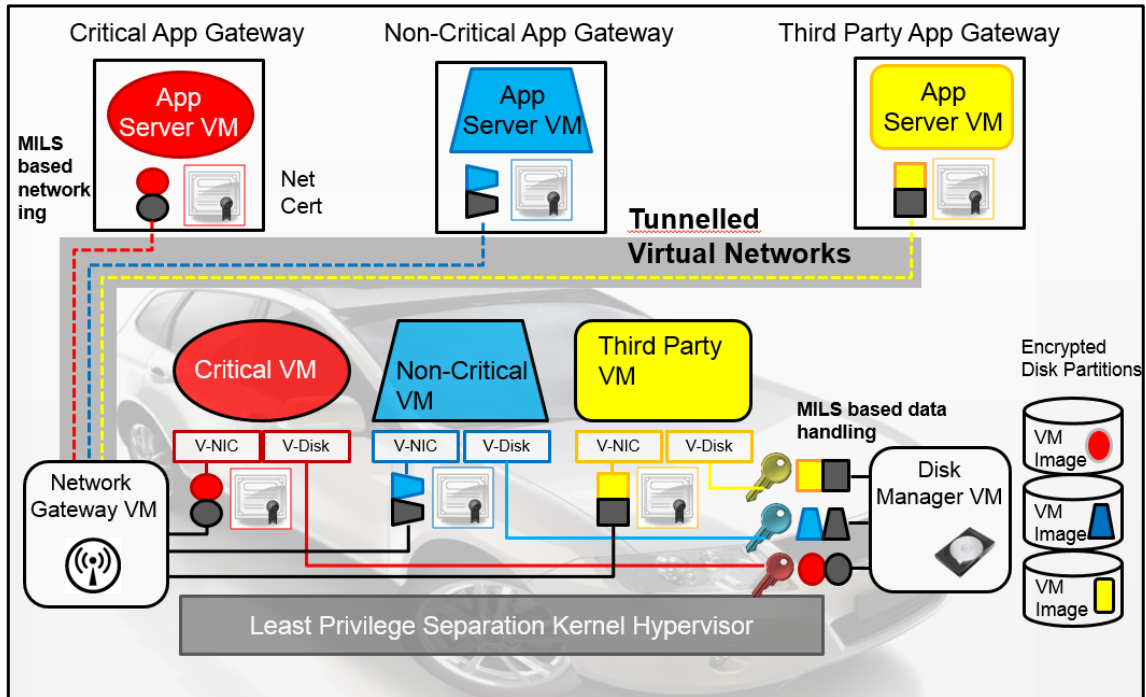 Critical App Gateway
Non-Critical App Gateway
Third Party App Gateway
App
Server VM
App
Server VM
App
Server VM
MILS
based
network
ing
Net
Cert
Tunnelled
Virtual Networks
Critical VM
Non-Critical
VM
Third Party
VM
Encrypted
Disk Partitions
V-NIC
V-Disk
V-NIC
V-Disk
V-NIC
V-Disk
MILS based data
handling
Network
Gateway VM
Disk
Manager VM
VM
Image
VM
Image
VM
Image
Least Privilege Separation Kernel Hypervisor